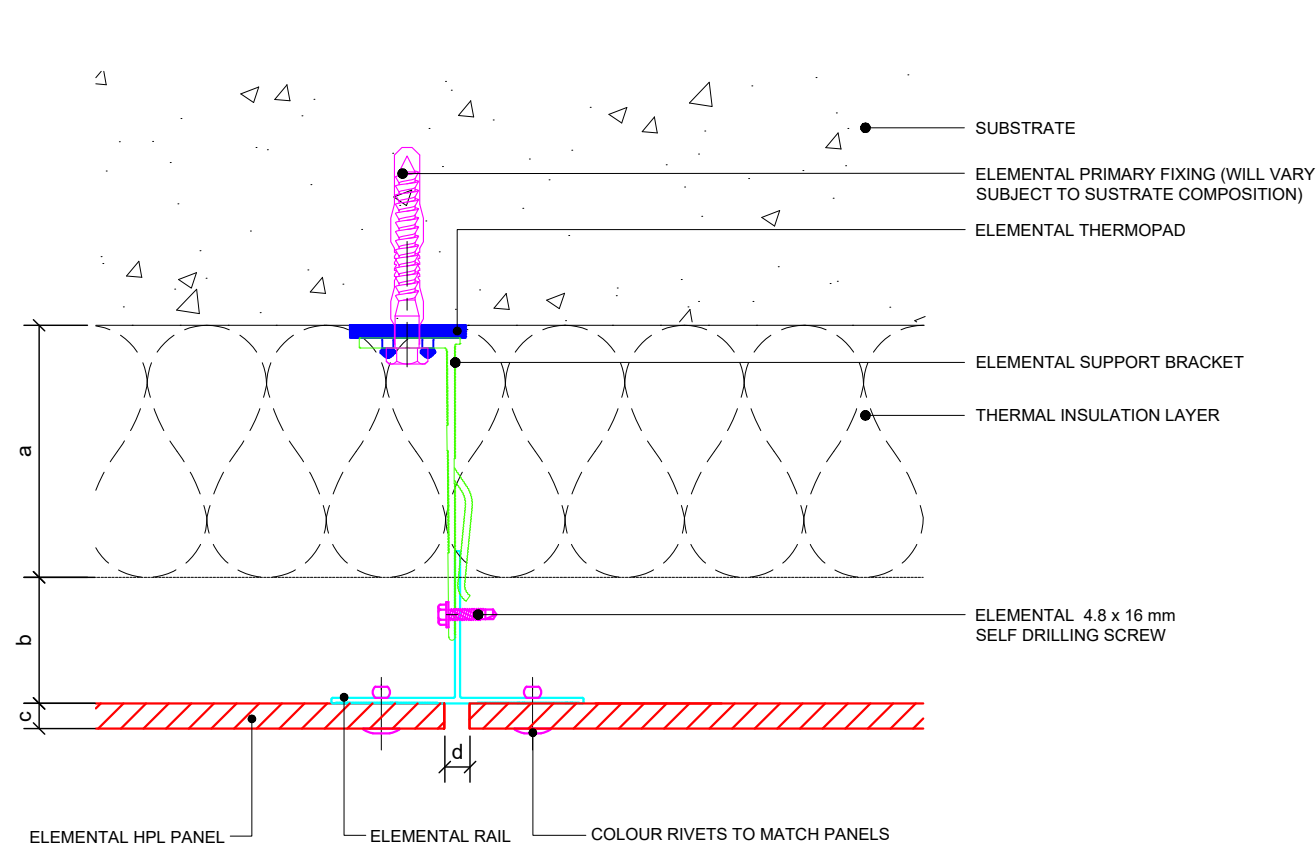 SUBSTRATE
ELEMENTAL PRIMARY FIXING (WILL VARY
SUBJECT TO SUSTRATE COMPOSITION)
ELEMENTAL THERMOPAD
ELEMENTAL SUPPORT BRACKET
THERMAL INSULATION LAYER
a
ELEMENTAL 4.8 x 16 mm
SELF DRILLING SCREW
b
c
d
ELEMENTAL HPL PANEL
ELEMENTAL RAIL
COLOUR RIVETS TO MATCH PANELS